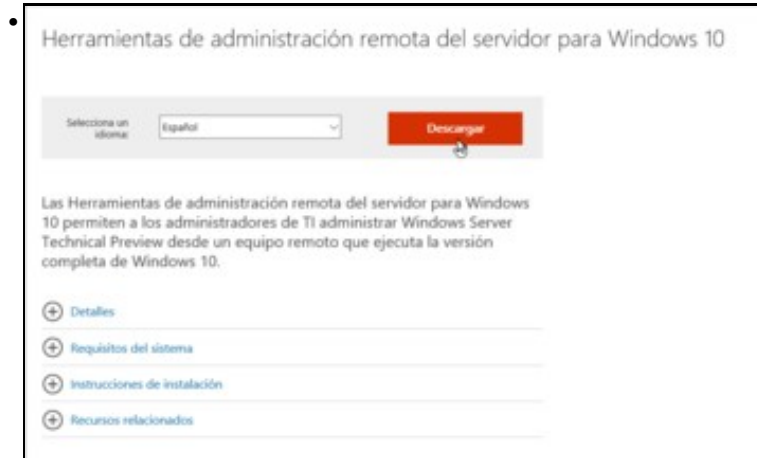 Herramientas de administración remota del servidor para Windows 10
Selecciona un
idioma:
Español
Descargar
Las Herramientas de administración remota del servidor para Windows
10 permiten a los administradores de TI administrar Windows Server
Technical Preview desde un equipo remoto que ejecuta la versión
completa de Windows 10.
Detalles
Requisitos del sistema
Instrucciones de instalación
Recursos relacionados